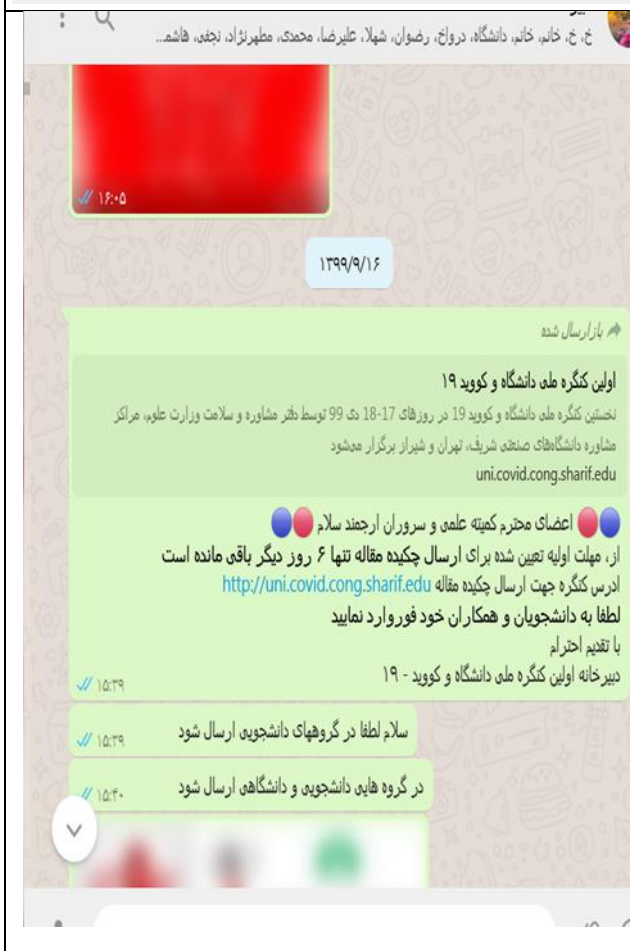 خ، خ، خانم، خانم، دانشگاه، درواخ، رضوان، شهلا، علیرضا، محمدی، مطهرنژاد، نجفی، هاشمـ...
۱۶:۰۵
۱۳۹۹/۹/۱۶
بازارسال شده
اولین کنگره ملی دانشگاه و کووید ۱۹
نخستین کنگره ملی دانشگاه و کووید 19 در روزهای 17-18 دی 99 توسط دفتر مشاوره و سلامت وزارت علوم، مراکز
مشاوره دانشگاه‌های صنعتی شریف، تهران و شیراز برگزار می‌شود
uni.covid.cong.sharif.edu
🔵🔴 اعضای محترم کمیته علمی و سروران ارجمند سلام 🔴🔵
از، مهلت اولیه تعیین شده برای ارسال چکیده مقاله تنها ۶ روز دیگر باقی مانده است
ادرس کنگره جهت ارسال چکیده مقاله http://uni.covid.cong.sharif.edu
لطفا به دانشجویان و همکاران خود فوروارد نمایید
با تقدیم احترام
دبیرخانه اولین کنگره ملی دانشگاه و کووید - ۱۹
۱۵:۳۹
سلام لطفا در گروههای دانشجویی ارسال شود
۱۵:۳۹
در گروه هایی دانشجویی و دانشگاهی ارسال شود
۱۵:۴۰